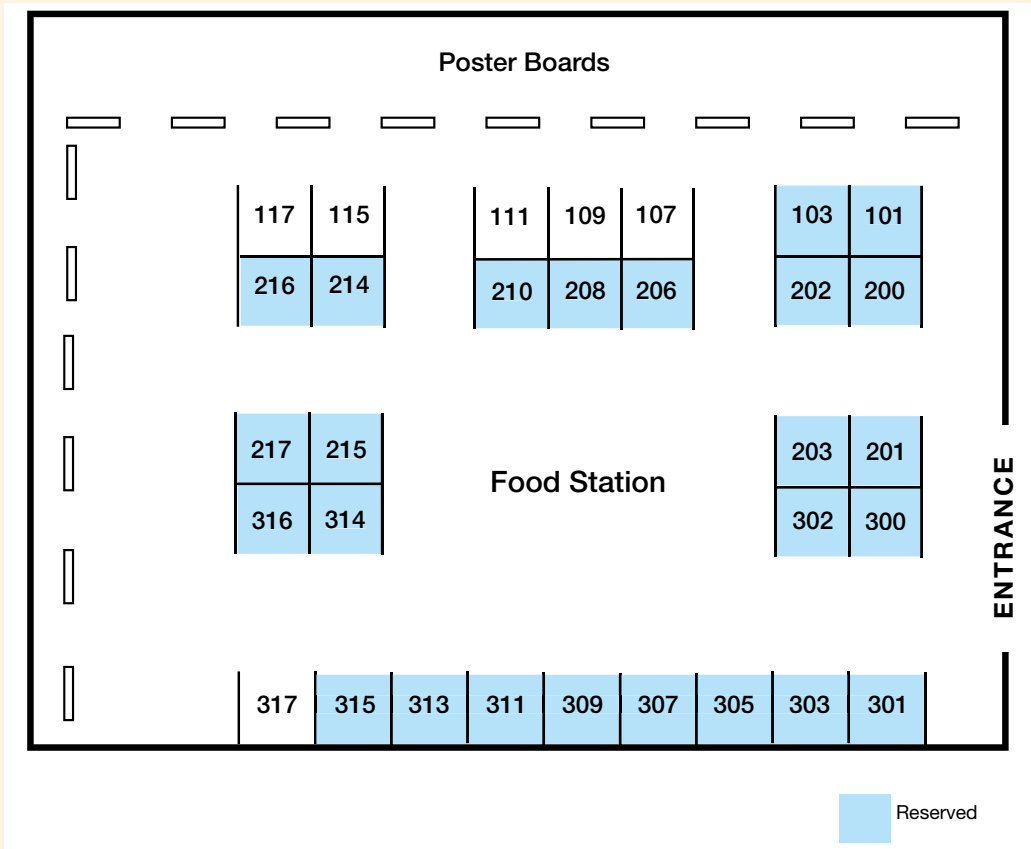 Poster Boards
117 115 111 109 107 103 101
216 214 210 208 206 202 200
217 215 203 201
Food Station
316 314 302 300
ENTRANCE
317 315 313 311 309 307 305 303 301
Reserved